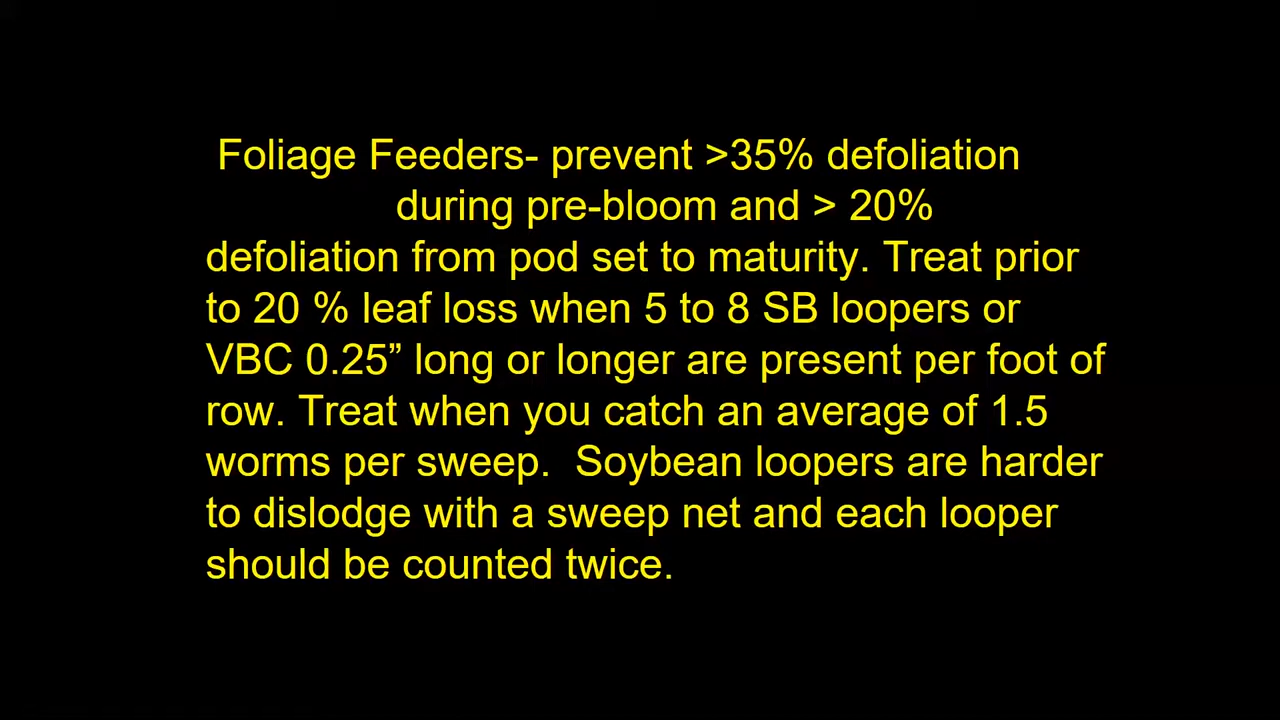 Foliage Feeders- prevent >35% defoliation
during pre-bloom and > 20%
defoliation from pod set to maturity. Treat prior
to 20 % leaf loss when 5 to 8 SB loopers or
VBC 0.25” long or longer are present per foot of
row. Treat when you catch an average of 1.5
worms per sweep.  Soybean loopers are harder
to dislodge with a sweep net and each looper
should be counted twice.